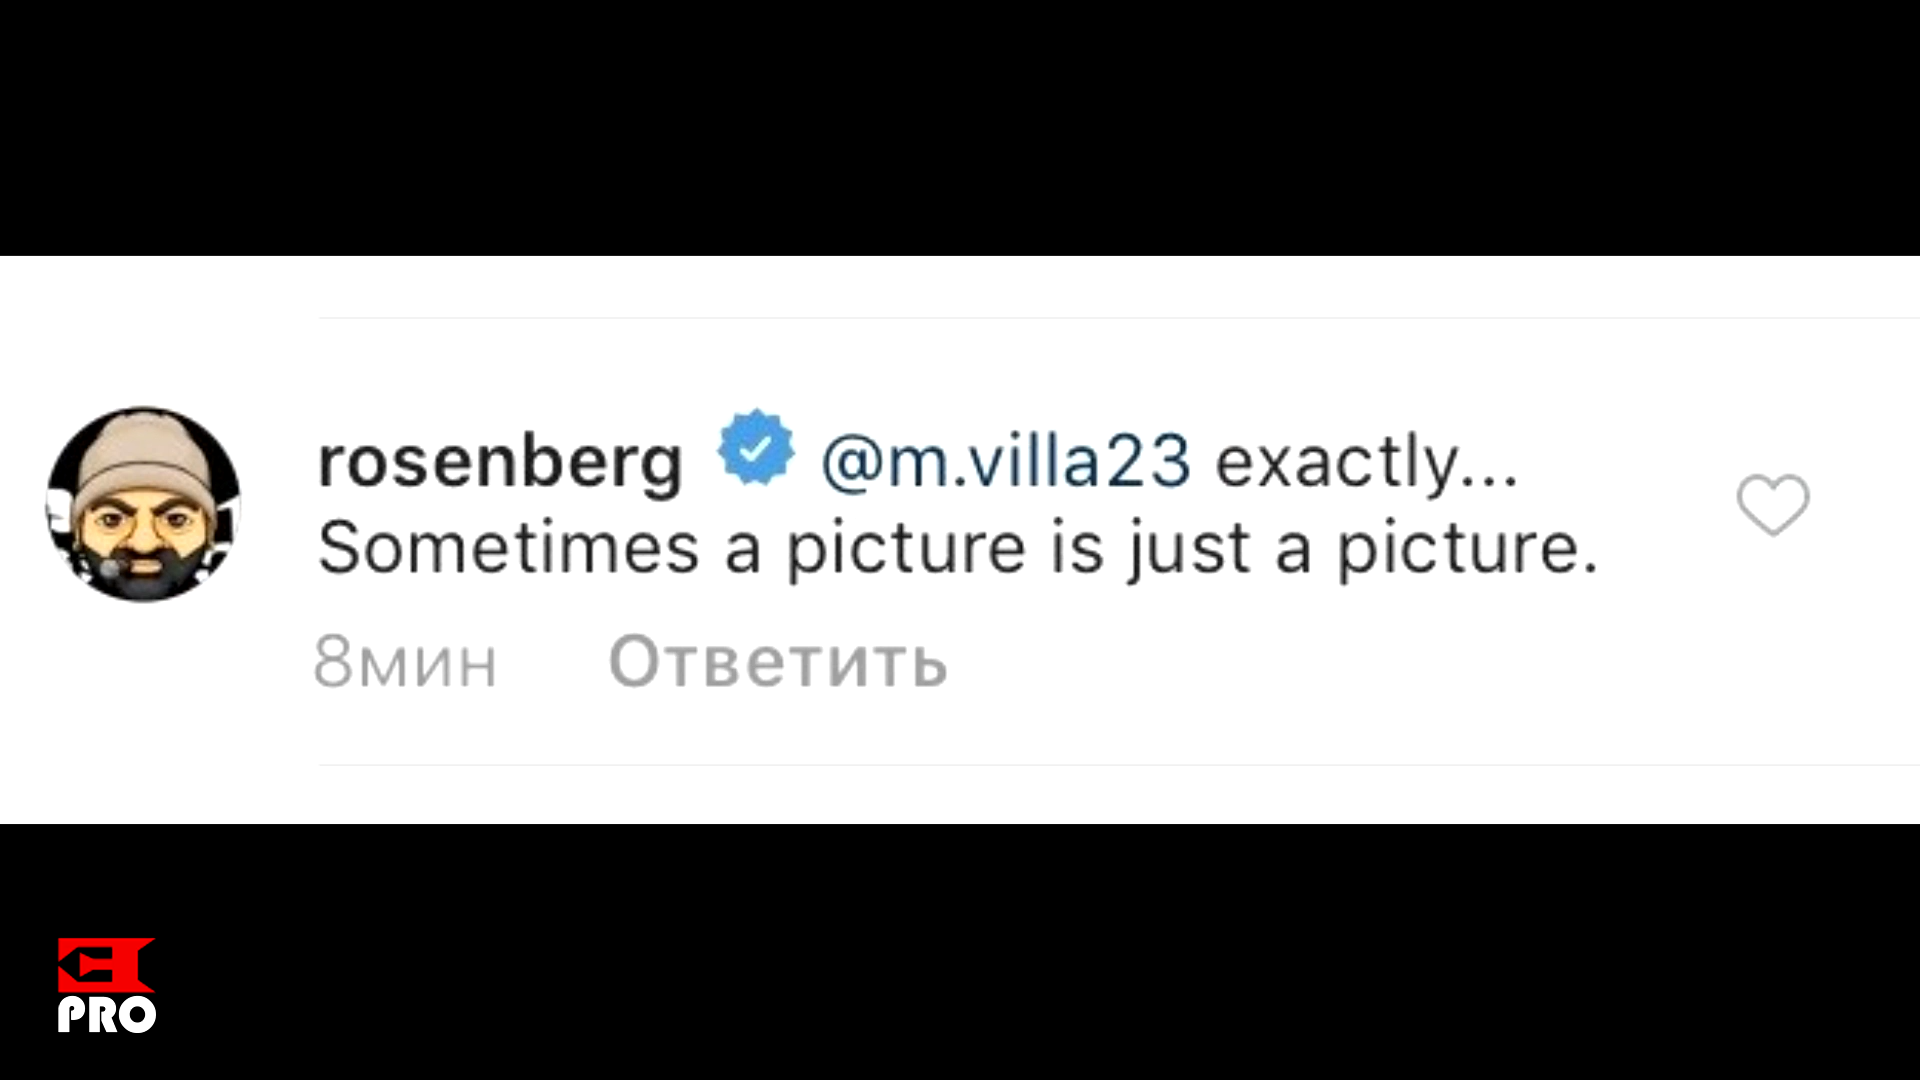 rosenberg @m.villa23 exactly...
Sometimes a picture is just a picture.
8мин Ответить
PRO